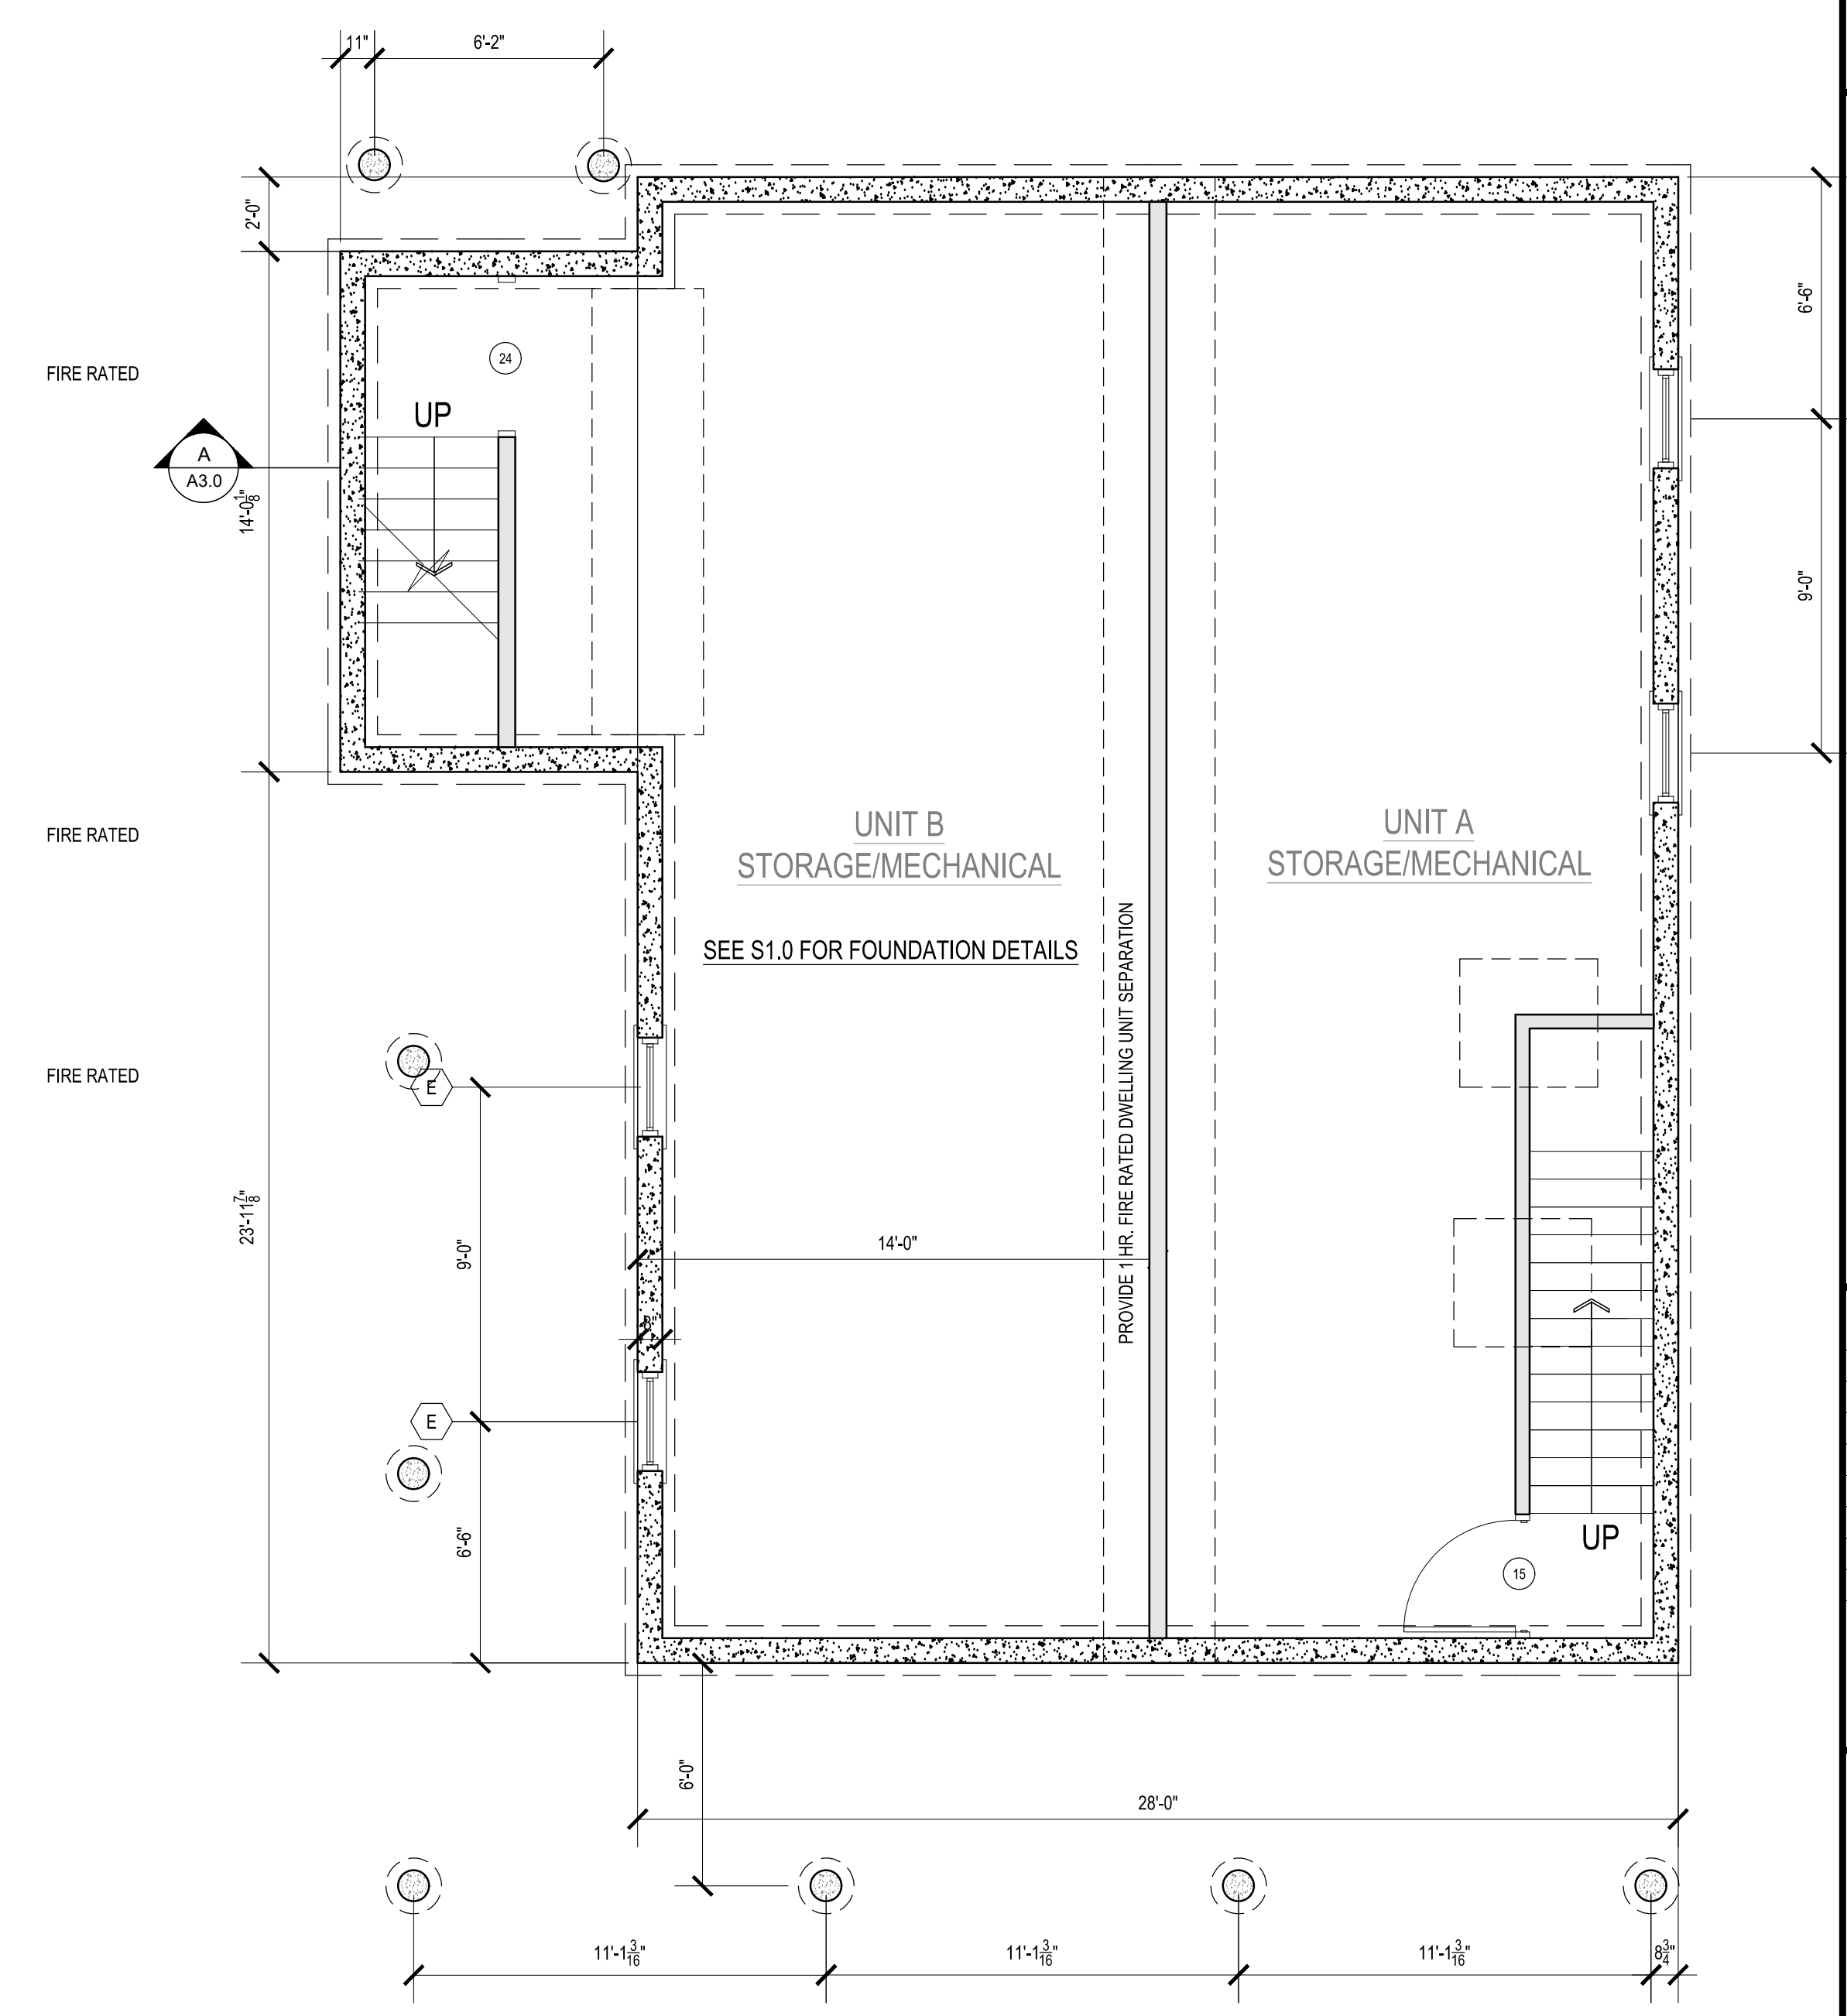 11" 6'-2"
2'-0"
6'-6"
24
FIRE RATED
UP
A
A3.0
14'-0 1/8"
9'-0"
UNIT B
STORAGE/MECHANICAL
UNIT A
STORAGE/MECHANICAL
FIRE RATED
SEE S1.0 FOR FOUNDATION DETAILS
PROVIDE 1 HR. FIRE RATED DWELLING UNIT SEPARATION
FIRE RATED
E
23'-11 7/8"
9'-0"
14'-0"
8"
E
6'-6"
UP
15
6'-0"
28'-0"
11'-1 3/16" 11'-1 3/16" 11'-1 3/16" 8 3/4"